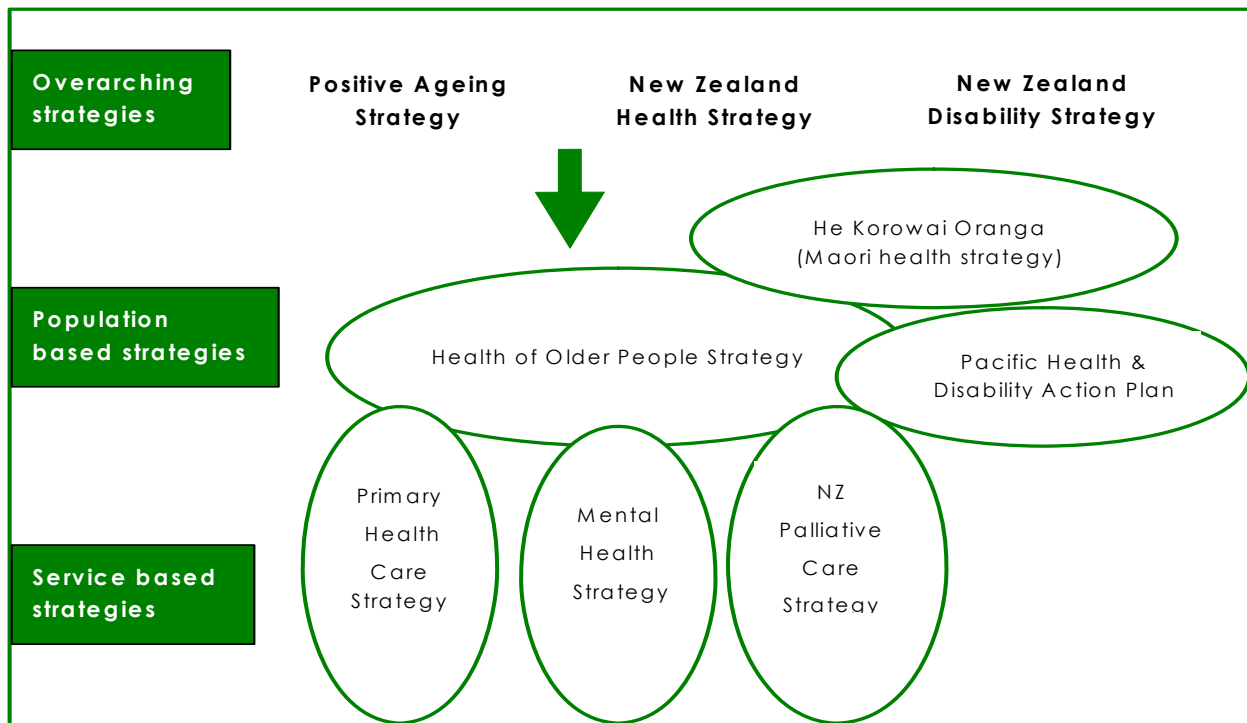 Overarching
strategies
Positive Ageing
Strategy
New Zealand
Health Strategy
New Zealand
Disability Strategy
He Korowai Oranga
(Maori health strategy)
Population
based strategies
Health of Older People Strategy
Pacific Health &
Disability Action Plan
Service based
strategies
Primary
Health
Care
Strategy
Mental
Health
Strategy
NZ
Palliative
Care
Strategy